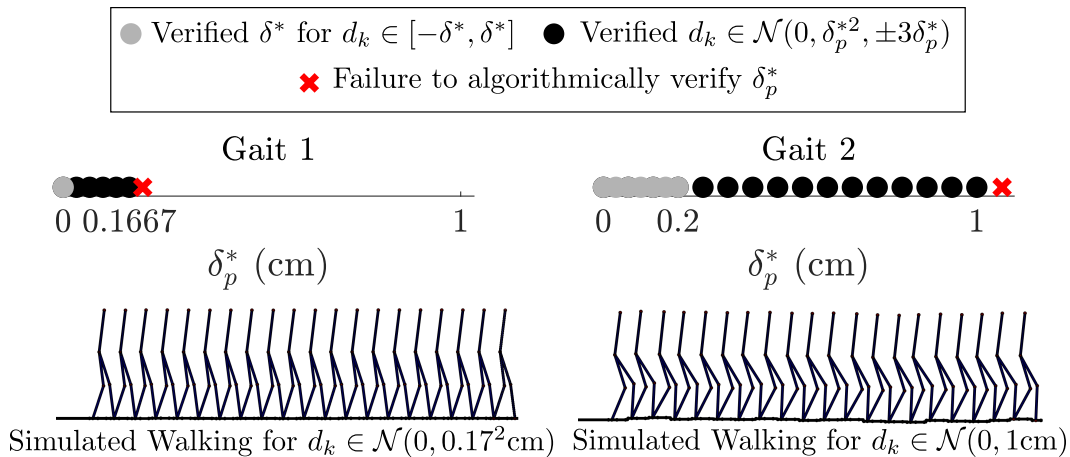 Verified δ* for d_k ∈ [−δ*, δ*] Verified d_k ∈ 𝒩(0, δ_p^{*2}, ±3δ_p^*)
Failure to algorithmically verify δ_p^*
Gait 1 Gait 2
0 0.1667 1 0 0.2 1
δ_p^* (cm) δ_p^* (cm)
Simulated Walking for d_k ∈ 𝒩(0, 0.17²cm) Simulated Walking for d_k ∈ 𝒩(0, 1cm)